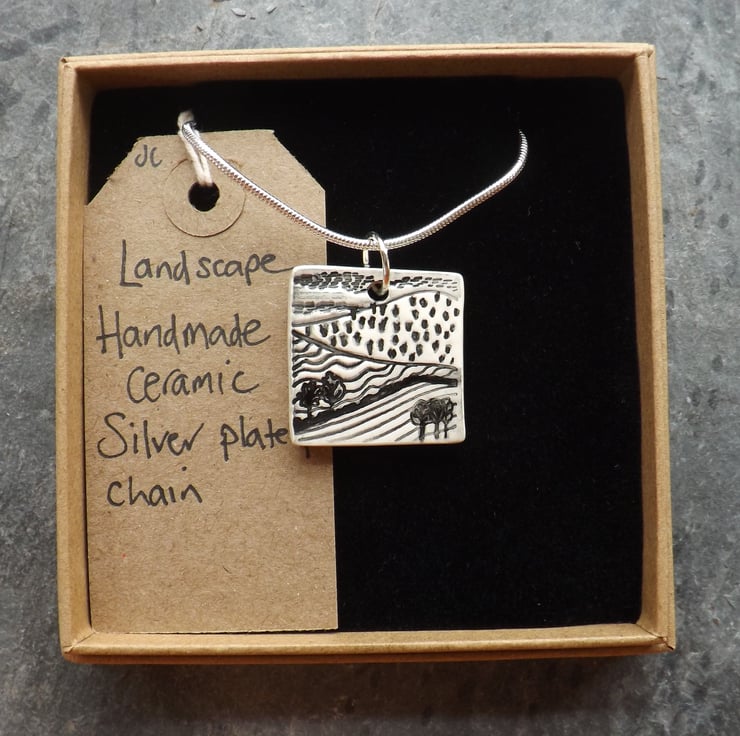 JC
Landscape
Handmade
Ceramic
Silver plate
chain